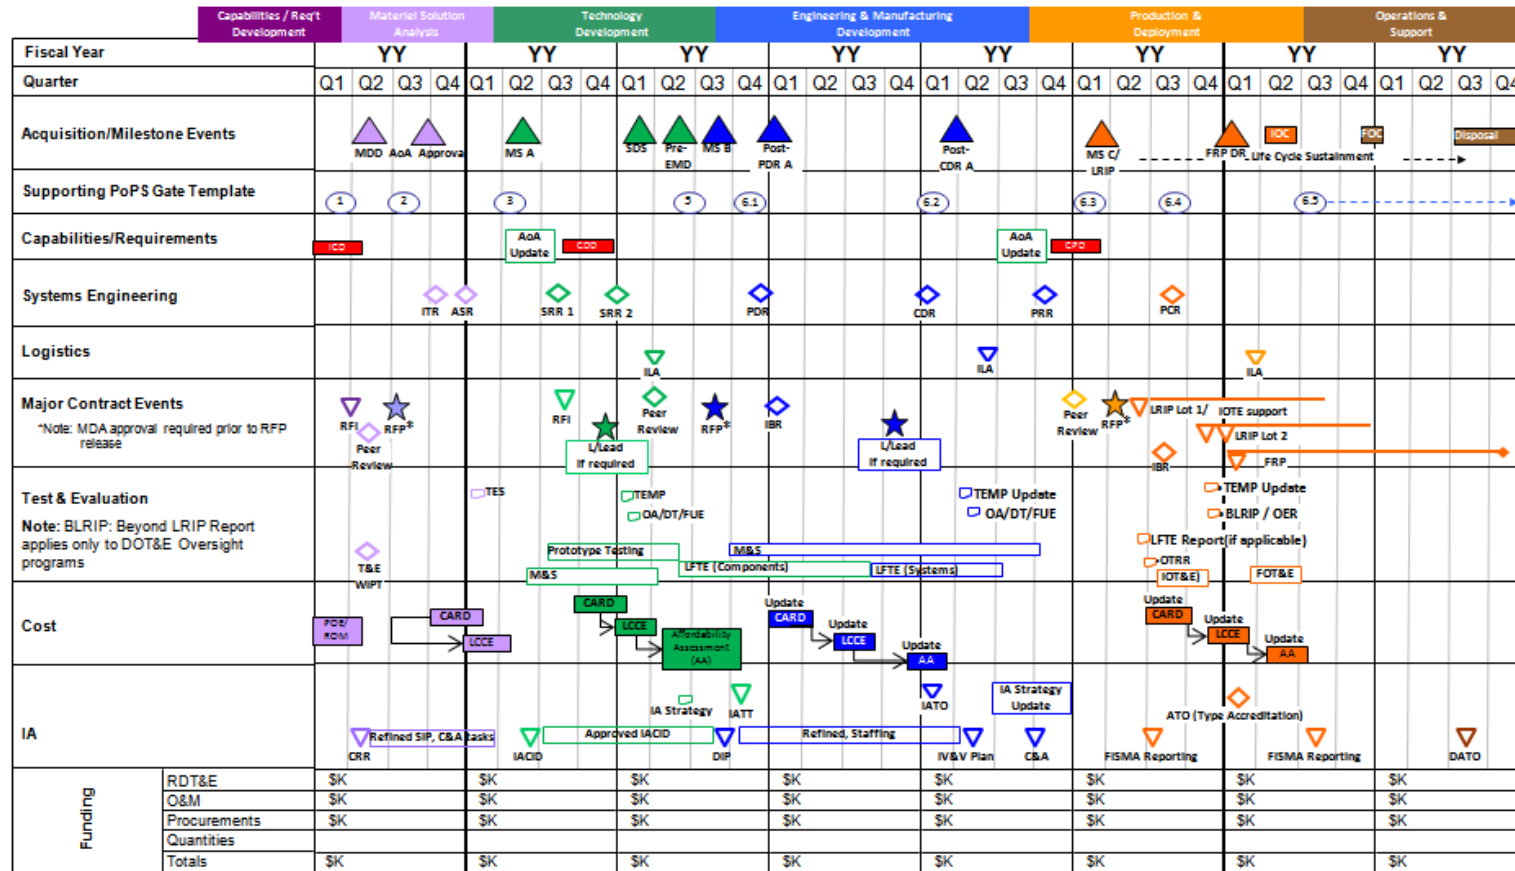 Capabilities / Req't Development
Materiel Solution Analysis
Technology Development
Engineering & Manufacturing Development
Production & Deployment
Operations & Support
Fiscal Year
YY YY YY YY YY YY YY YY
Quarter
Q1 Q2 Q3 Q4 Q1 Q2 Q3 Q4 Q1 Q2 Q3 Q4 Q1 Q2 Q3 Q4 Q1 Q2 Q3 Q4 Q1 Q2 Q3 Q4 Q1 Q2 Q3 Q4 Q1 Q2 Q3 Q4
Acquisition/Milestone Events
MDD
AoA Approval
MS A
SDS
Pre-
EMD
MS B
Post-
PDR A
Post-
CDR A
MS C/
LRIP
FRP DR
IOC
FOC
Life Cycle Sustainment
Disposal
Supporting PoPS Gate Template
1 2 3 5 6.1 6.2 6.3 6.4 6.5
Capabilities/Requirements
ICD
AoA
Update
CDD
AoA
Update
CPD
Systems Engineering
ITR ASR SRR 1 SRR 2 PDR CDR PRR PCR
Logistics
ILA ILA ILA
Major Contract Events
*Note: MDA approval required prior to RFP
release
RFI
Peer
Review
RFP*
RFI
L/Lead
if required
Peer
Review
RFP*
IBR
L/Lead
if required
Peer
Review
RFP*
LRIP Lot 1/ IOTE support
LRIP Lot 2
IBR
FRP
Test & Evaluation
Note: BLRIP: Beyond LRIP Report
applies only to DOT&E Oversight
programs
TES
T&E
WIPT
TEMP
OA/DT/FUE
Prototype Testing
M&S
M&S
LFTE (Components)
LFTE (Systems)
TEMP Update
OA/DT/FUE
TEMP Update
BLRIP / OER
LFTE Report(if applicable)
OTRR
IOT&E)
FOT&E
Cost
POE/
ROM
CARD
LCCE
CARD
LCCE
Affordability
Assessment
(AA)
Update
CARD
Update
LCCE
Update
AA
Update
CARD
Update
LCCE
Update
AA
IA
CRR
Refined SIP, C&A tasks
IACID
Approved IACID
IA Strategy
IATT
DIP
Refined, Staffing
IATO
IV&V Plan
IA Strategy
Update
C&A
FISMA Reporting
ATO (Type Accreditation)
FISMA Reporting
DATO
Funding
RDT&E $K $K $K $K $K $K $K $K
O&M $K $K $K $K $K $K $K $K
Procurements $K $K $K $K $K $K $K $K
Quantities
Totals $K $K $K $K $K $K $K $K